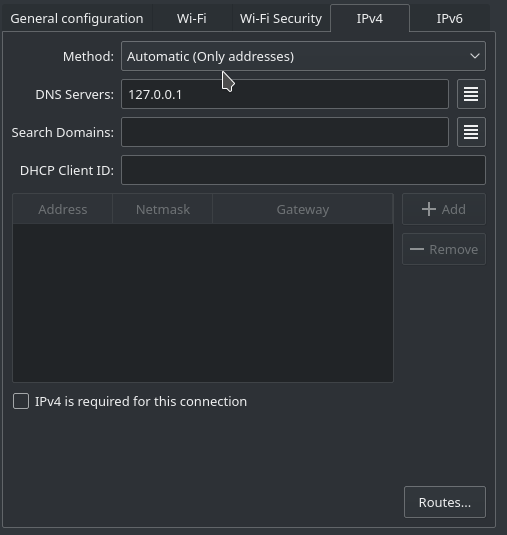 General configuration Wi-Fi Wi-Fi Security IPv4 IPv6
Method: Automatic (Only addresses)
DNS Servers: 127.0.0.1
Search Domains:
DHCP Client ID:
Address Netmask Gateway Add
Remove
IPv4 is required for this connection
Routes...